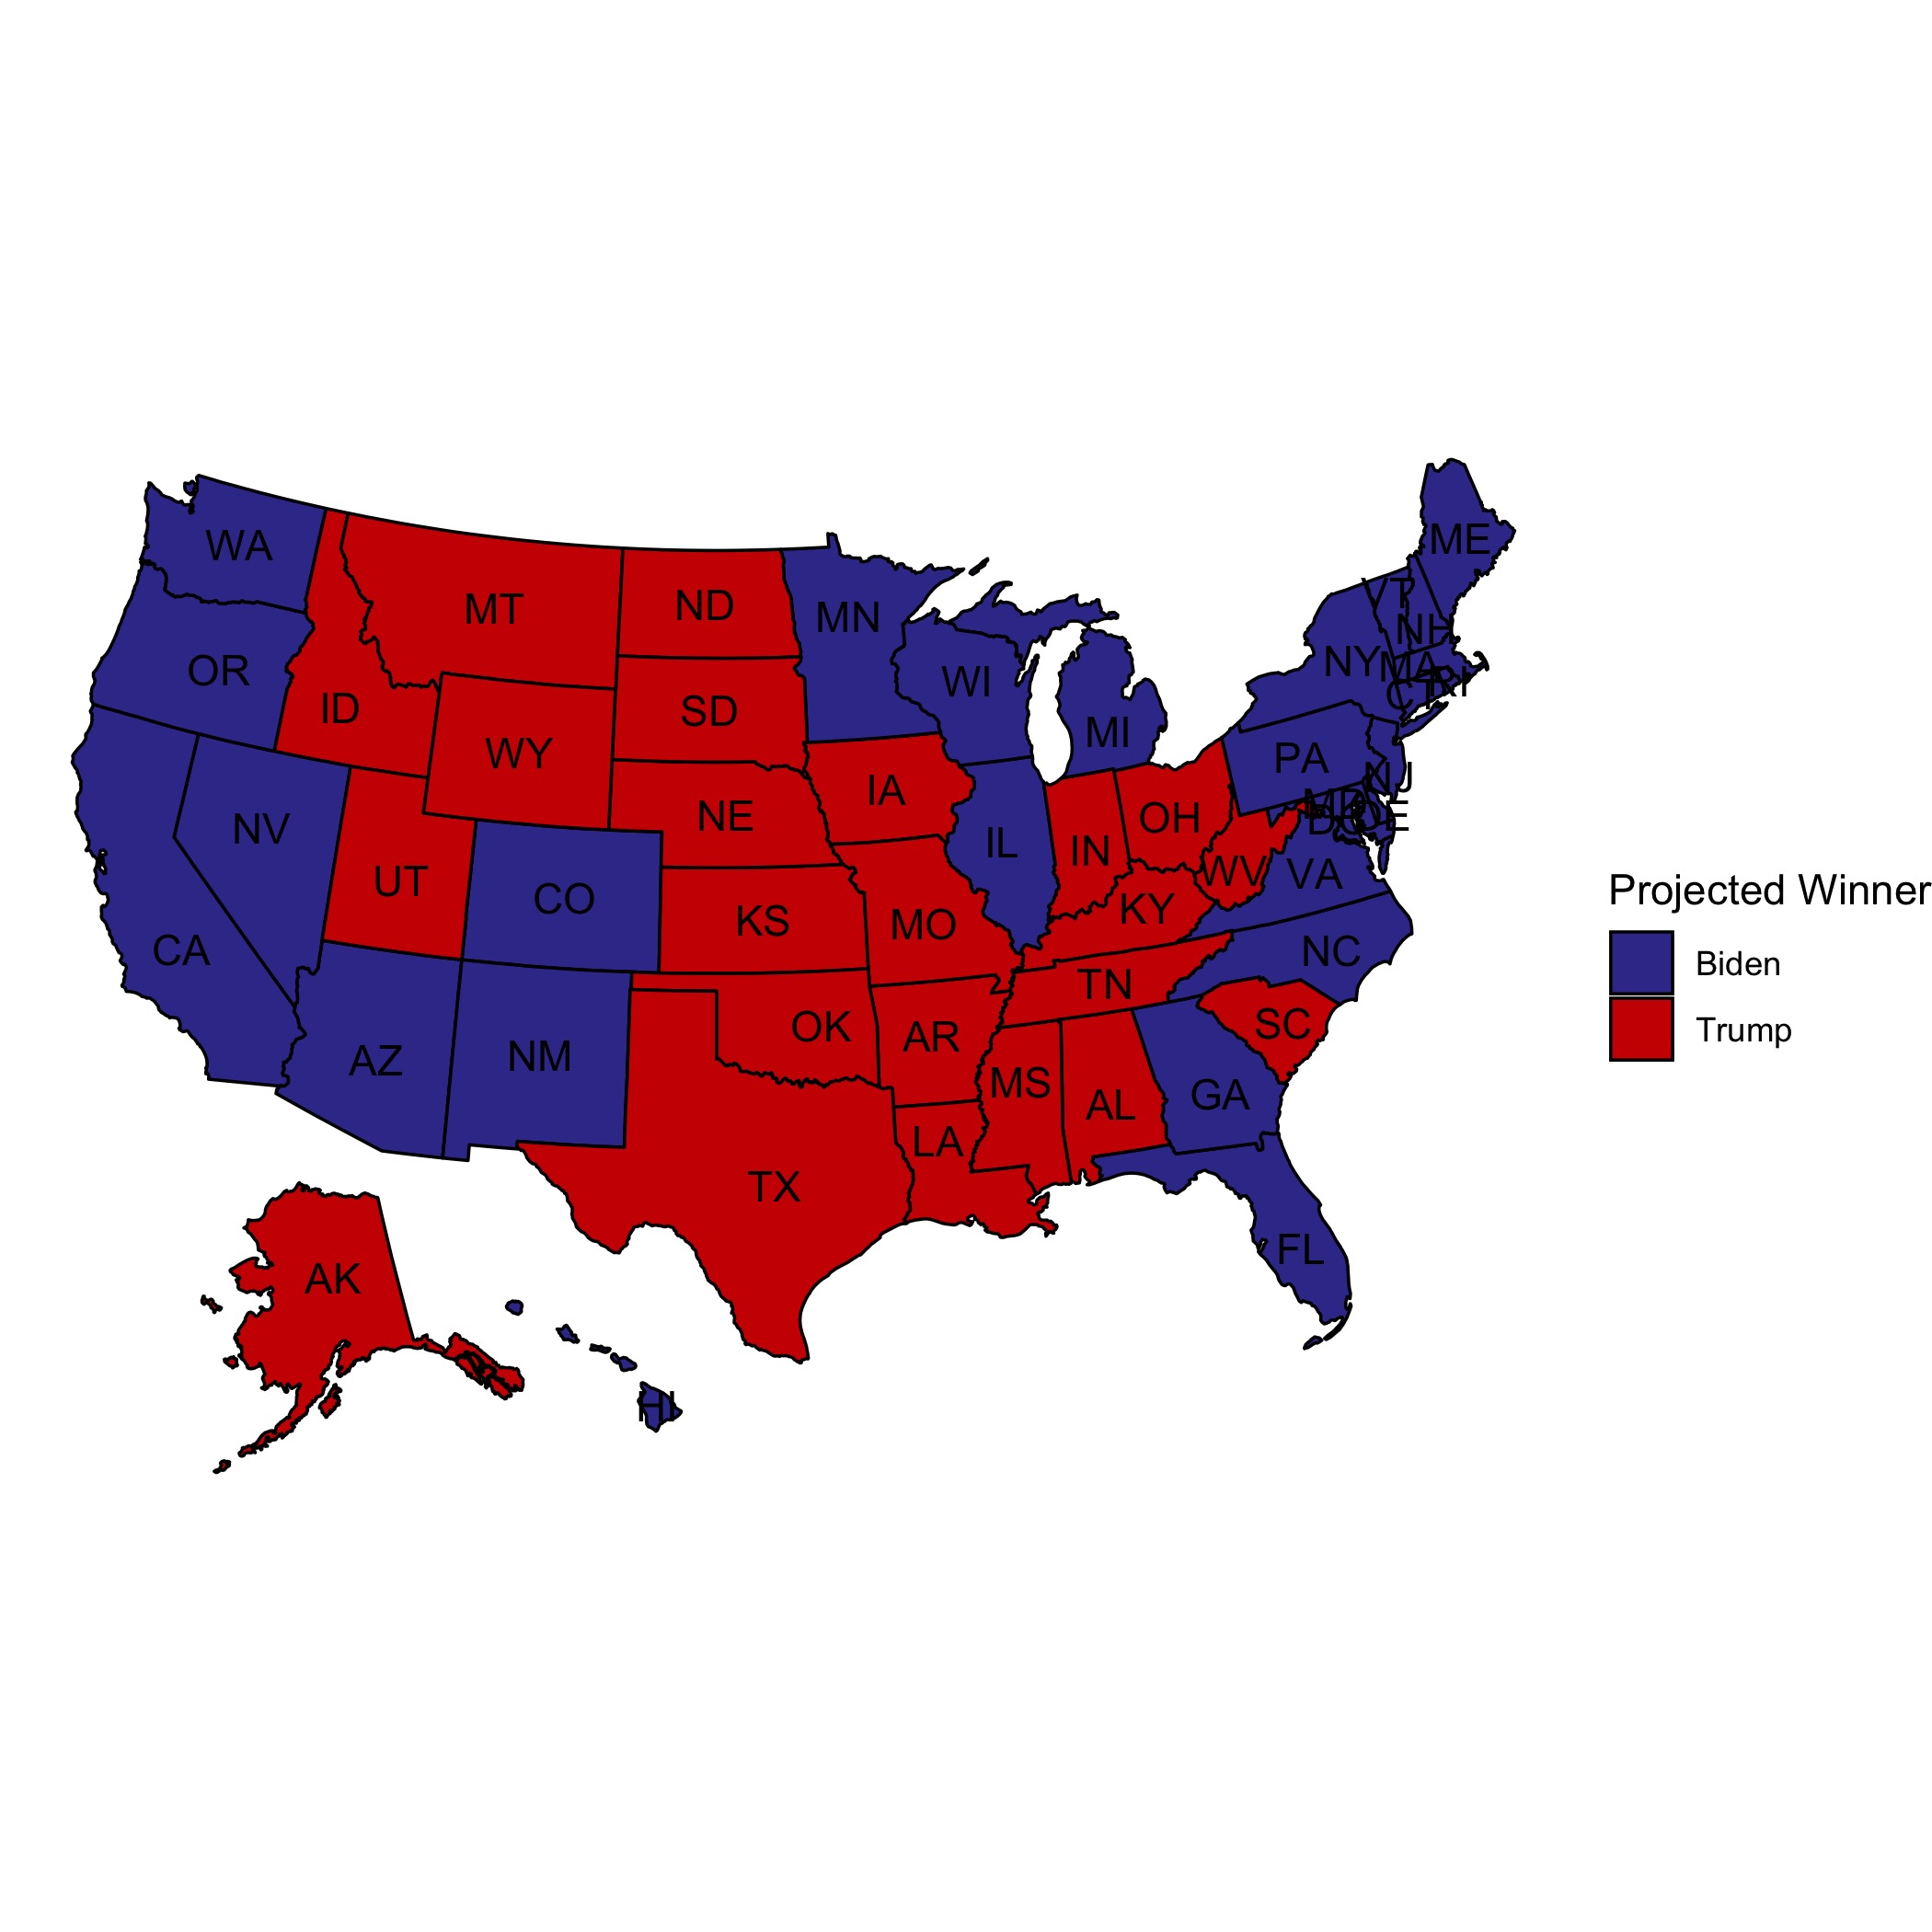 ME
WA
VT
MT
ND
MN
NH
OR
NY
MA
WI
RI
CT
ID
SD
MI
WY
PA
NJ
IA
NE
OH
DE
NV
IL
IN
WV
VA
UT
CO
KY
Projected Winner
KS
MO
CA
NC
Biden
TN
SC
Trump
OK
AR
AZ
NM
MS
GA
AL
LA
TX
FL
AK
HI